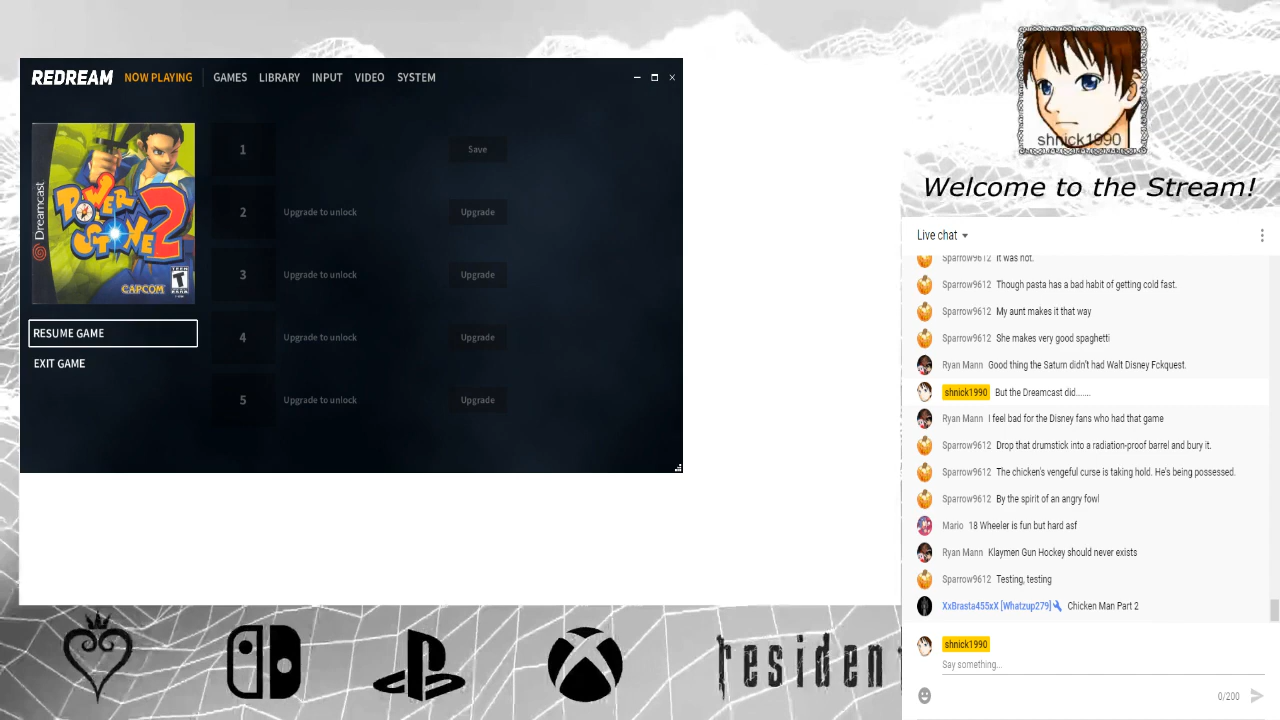 REDREAM NOW PLAYING GAMES LIBRARY INPUT VIDEO SYSTEM
Dreamcast
POWER
STONE 2
TEEN
CAPCOM
RESUME GAME
EXIT GAME
1 Save
2 Upgrade to unlock Upgrade
3 Upgrade to unlock Upgrade
4 Upgrade to unlock Upgrade
5 Upgrade to unlock Upgrade
shnick1990
Welcome to the Stream!
Live chat
Sparrow9612 It was not.
Sparrow9612 Though pasta has a bad habit of getting cold fast.
Sparrow9612 My aunt makes it that way
Sparrow9612 She makes very good spaghetti
Ryan Mann Good thing the Saturn didn't had Walt Disney Fckquest.
shnick1990 But the Dreamcast did.......
Ryan Mann I feel bad for the Disney fans who had that game
Sparrow9612 Drop that drumstick into a radiation-proof barrel and bury it.
Sparrow9612 The chicken's vengeful curse is taking hold. He's being possessed.
Sparrow9612 By the spirit of an angry fowl
Mario 18 Wheeler is fun but hard asf
Ryan Mann Klaymen Gun Hockey should never exists
Sparrow9612 Testing, testing
XxBrasta455xX [Whatzup279] Chicken Man Part 2
shnick1990
Say something...
0/200
resident